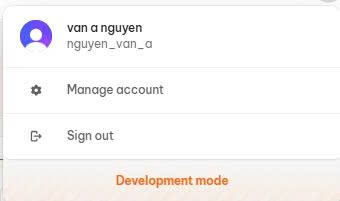 van a nguyen
nguyen_van_a
Manage account
Sign out
Development mode